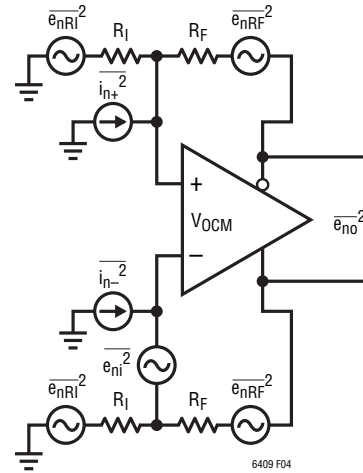 e_nRI^2 R_I R_F e_nRF^2
i_n+^2
+
V_OCM
e_no^2
−
i_n−^2
e_ni^2
e_nRI^2 R_I R_F e_nRF^2
6409 F04